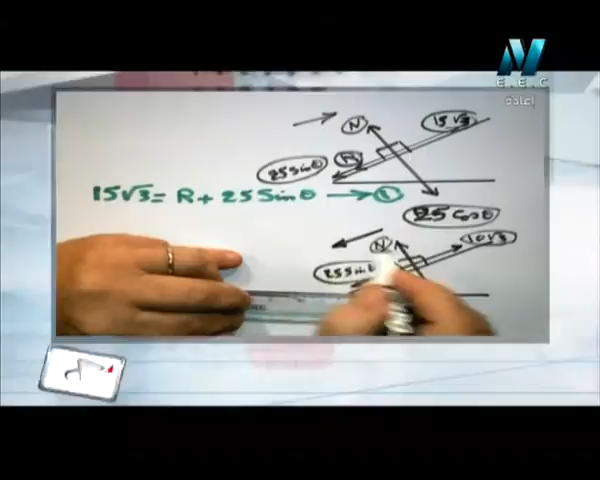 E.E.C
إعادة
N
15√3
R
25 Sinθ
15√3 = R + 25 Sinθ ⟶ ①
25 Cosθ
N
10√3
25 Sinθ